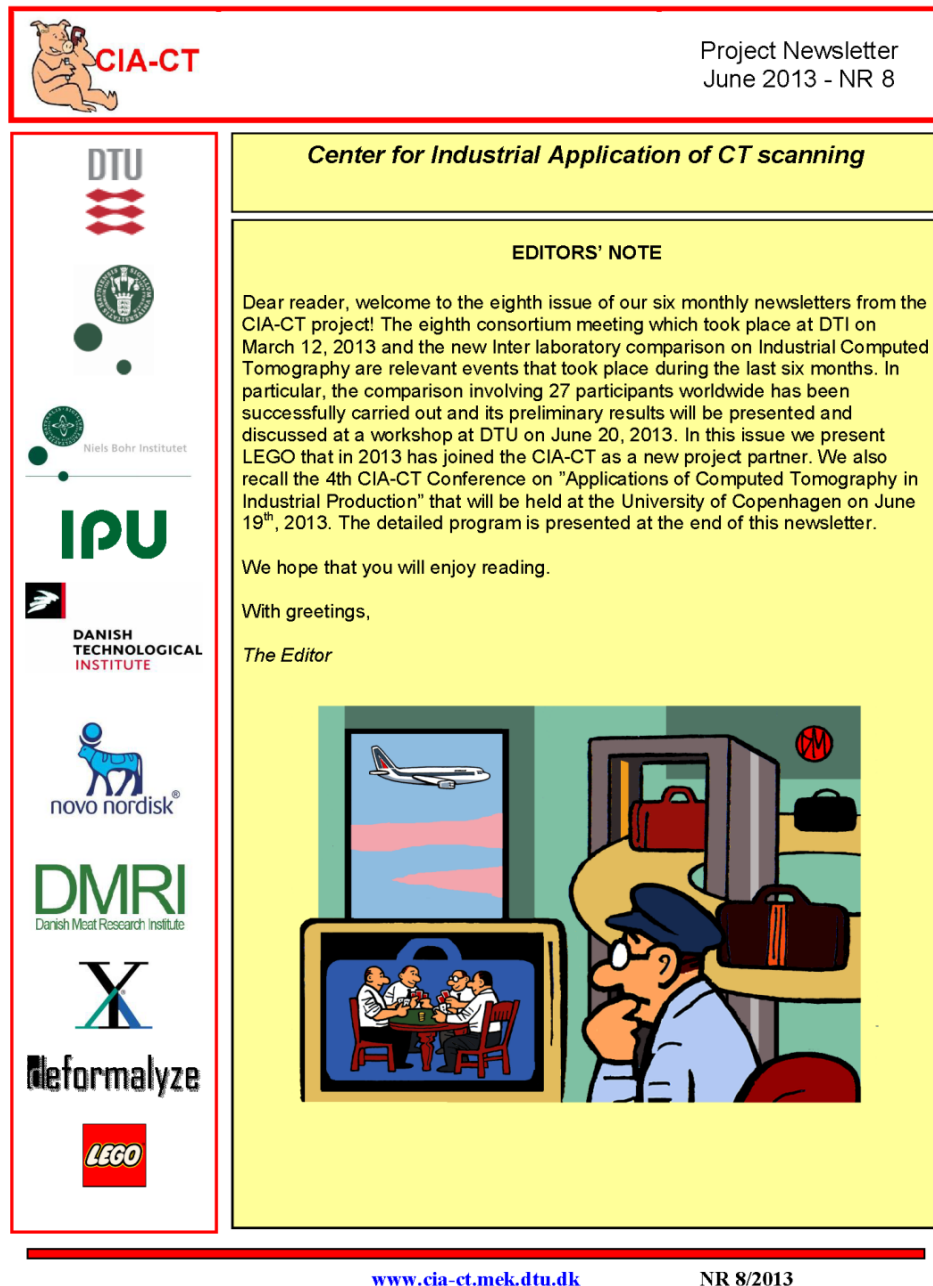 CIA-CT
Project Newsletter
June 2013 - NR 8
DTU
Niels Bohr Institutet
IPU
DANISH
TECHNOLOGICAL
INSTITUTE
novo nordisk®
DMRI
Danish Meat Research Institute
deformalyze
LEGO
Center for Industrial Application of CT scanning
EDITORS' NOTE
Dear reader, welcome to the eighth issue of our six monthly newsletters from the
CIA-CT project! The eighth consortium meeting which took place at DTI on
March 12, 2013 and the new Inter laboratory comparison on Industrial Computed
Tomography are relevant events that took place during the last six months. In
particular, the comparison involving 27 participants worldwide has been
successfully carried out and its preliminary results will be presented and
discussed at a workshop at DTU on June 20, 2013. In this issue we present
LEGO that in 2013 has joined the CIA-CT as a new project partner. We also
recall the 4th CIA-CT Conference on ”Applications of Computed Tomography in
Industrial Production” that will be held at the University of Copenhagen on June
19th, 2013. The detailed program is presented at the end of this newsletter.
We hope that you will enjoy reading.
With greetings,
The Editor
www.cia-ct.mek.dtu.dk
NR 8/2013